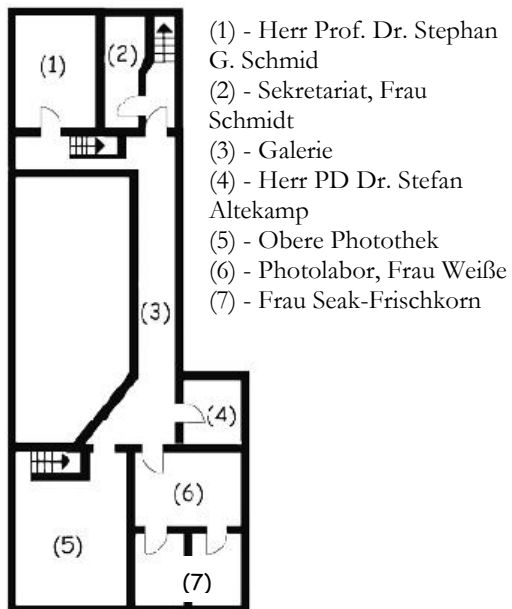 (1) - Herr Prof. Dr. Stephan
G. Schmid
(2) - Sekretariat, Frau
Schmidt
(3) - Galerie
(4) - Herr PD Dr. Stefan
Altekamp
(5) - Obere Photothek
(6) - Photolabor, Frau Weiße
(7) - Frau Seak-Frischkorn
(1)
(2)
(3)
(4)
(6)
(5)
(7)